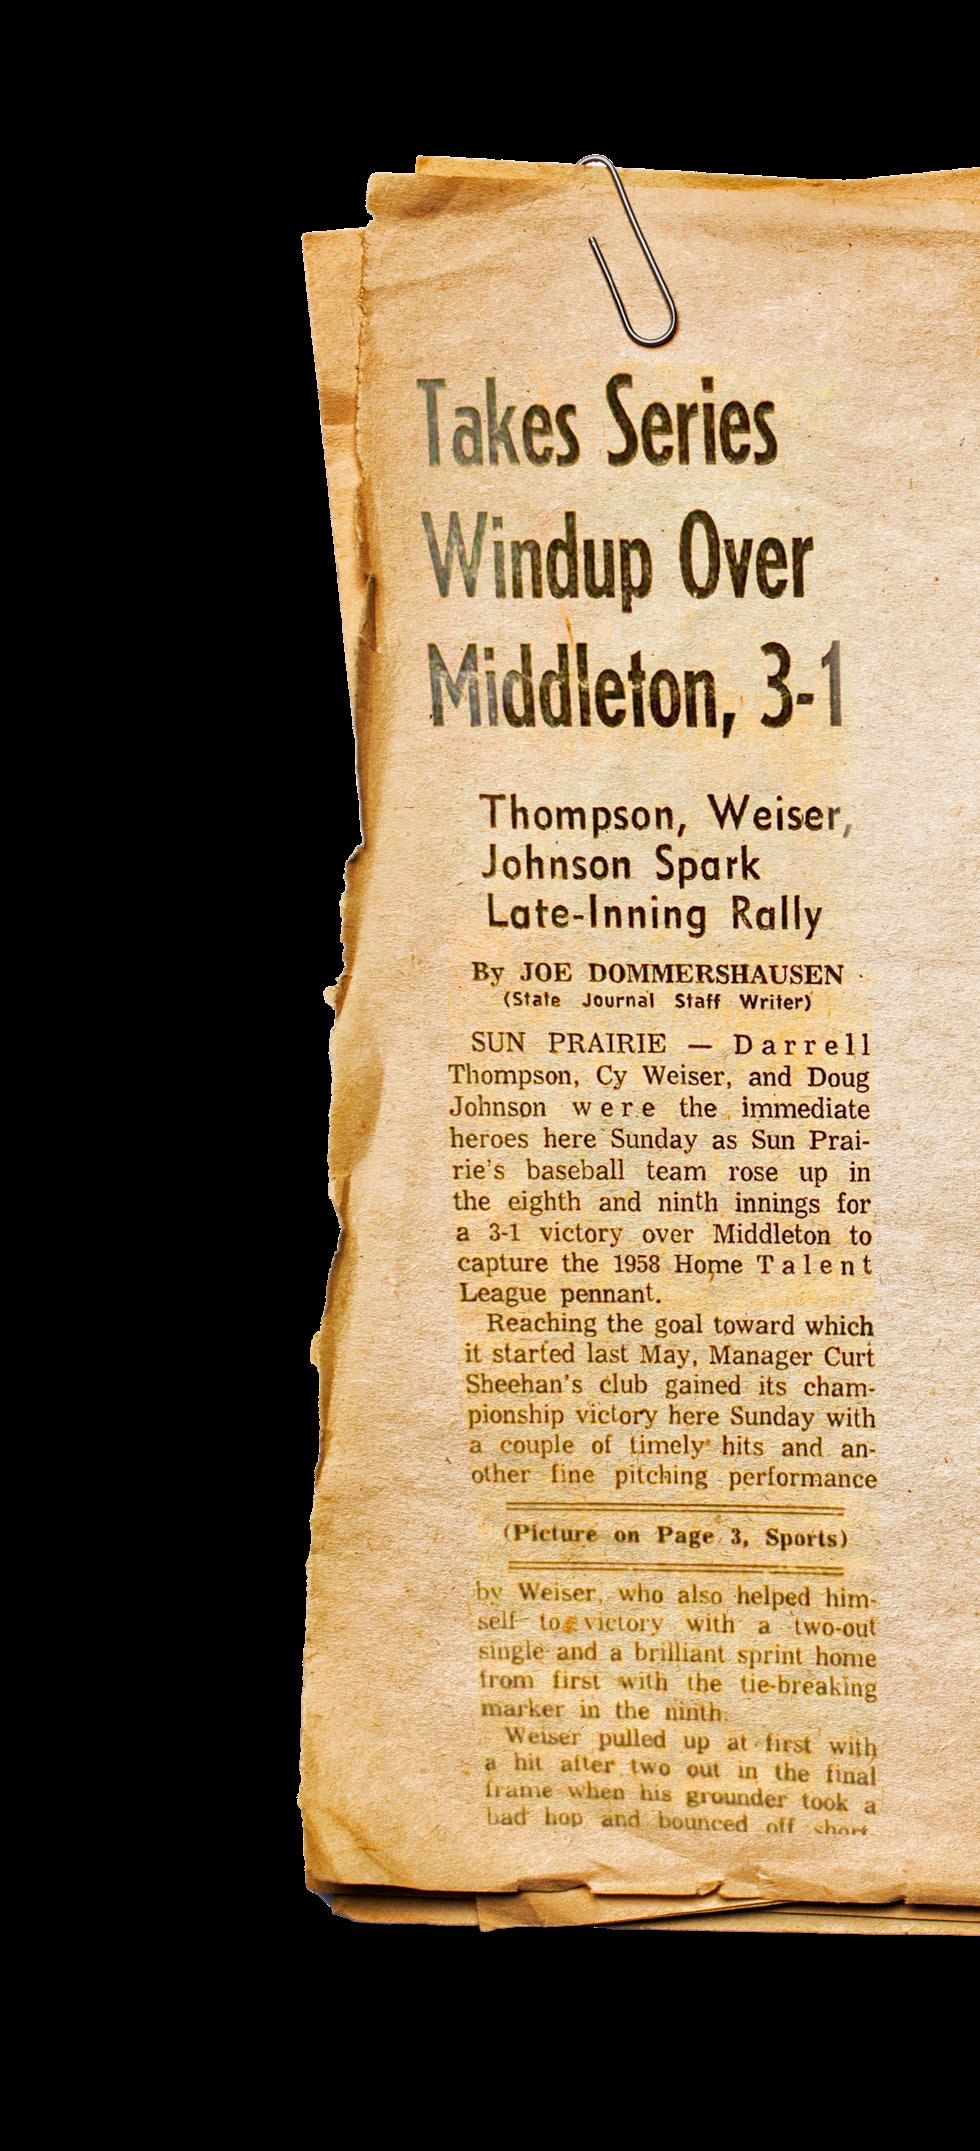 Takes Series
Windup Over
Middleton, 3-1
Thompson, Weiser,
Johnson Spark
Late-Inning Rally
By JOE DOMMERSHAUSEN
(State Journal Staff Writer)
SUN PRAIRIE — Darrell
Thompson, Cy Weiser, and Doug
Johnson were the immediate
heroes here Sunday as Sun Prai-
rie's baseball team rose up in
the eighth and ninth innings for
a 3-1 victory over Middleton to
capture the 1958 Home Talent
League pennant.
Reaching the goal toward which
it started last May, Manager Curt
Sheehan's club gained its cham-
pionship victory here Sunday with
a couple of timely hits and an-
other fine pitching performance
(Picture on Page 3, Sports)
by Weiser, who also helped him-
self to victory with a two-out
single and a brilliant sprint home
from first with the tie-breaking
marker in the ninth.
Weiser pulled up at first with
a hit after two out in the final
frame when his grounder took a
bad hop and bounced off short-